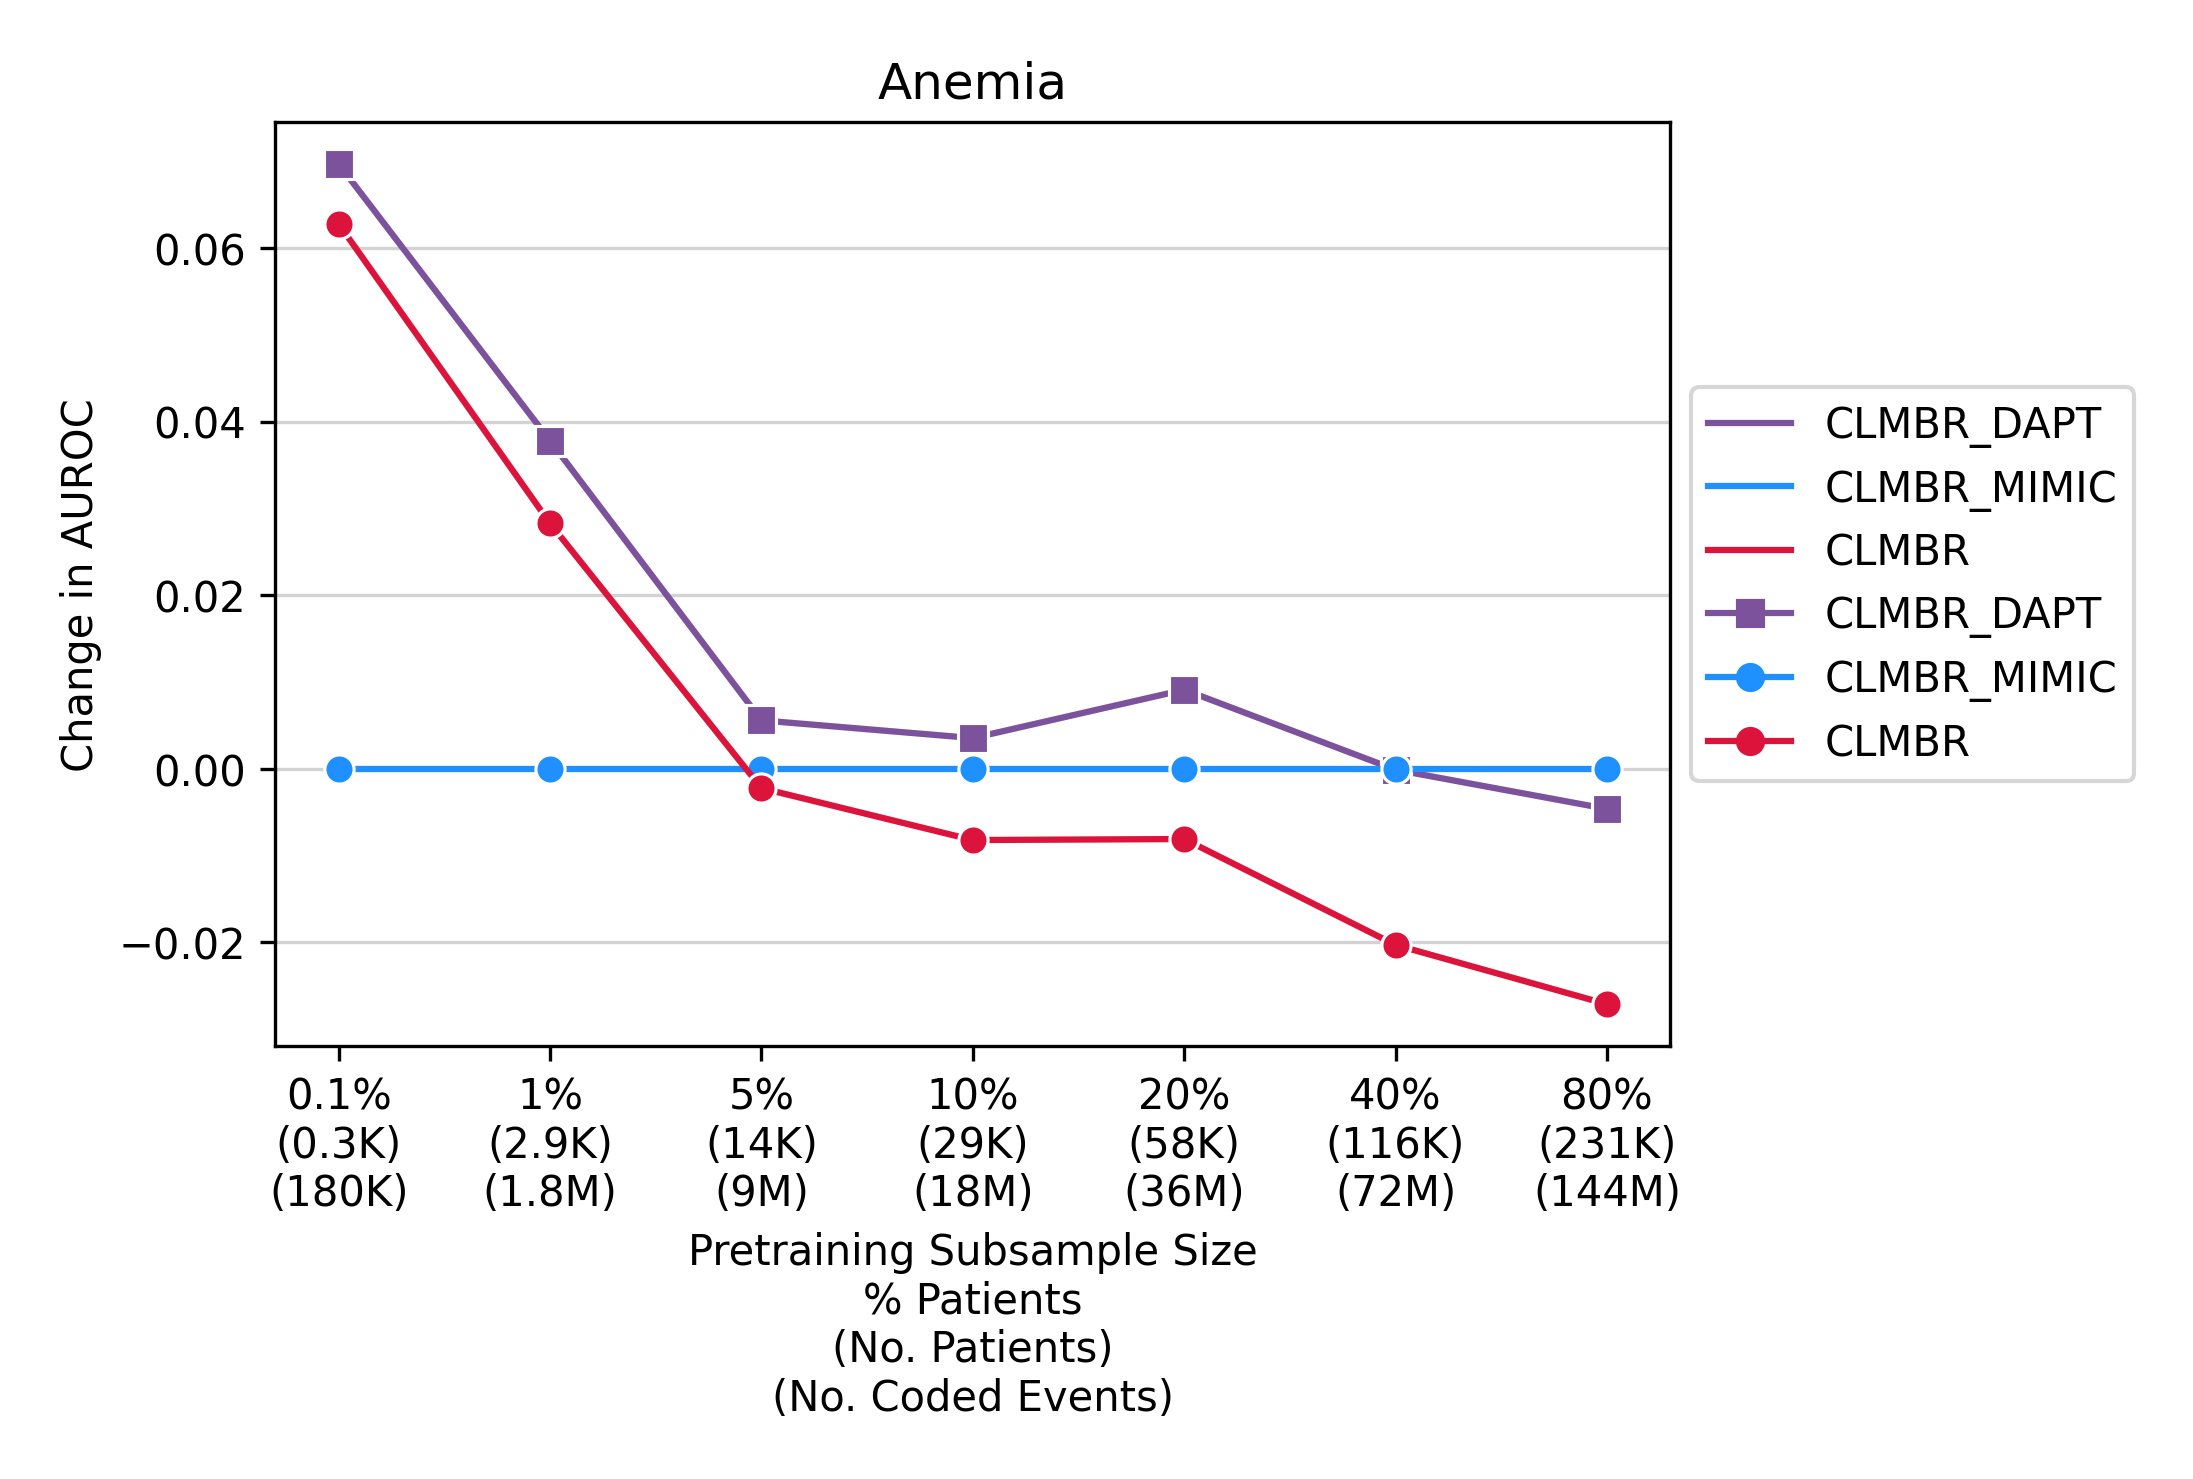 Anemia
Change in AUROC
0.06
0.04
0.02
0.00
−0.02
0.1% 1% 5% 10% 20% 40% 80%
(0.3K) (2.9K) (14K) (29K) (58K) (116K) (231K)
(180K) (1.8M) (9M) (18M) (36M) (72M) (144M)
Pretraining Subsample Size
% Patients
(No. Patients)
(No. Coded Events)
CLMBR_DAPT
CLMBR_MIMIC
CLMBR
CLMBR_DAPT
CLMBR_MIMIC
CLMBR